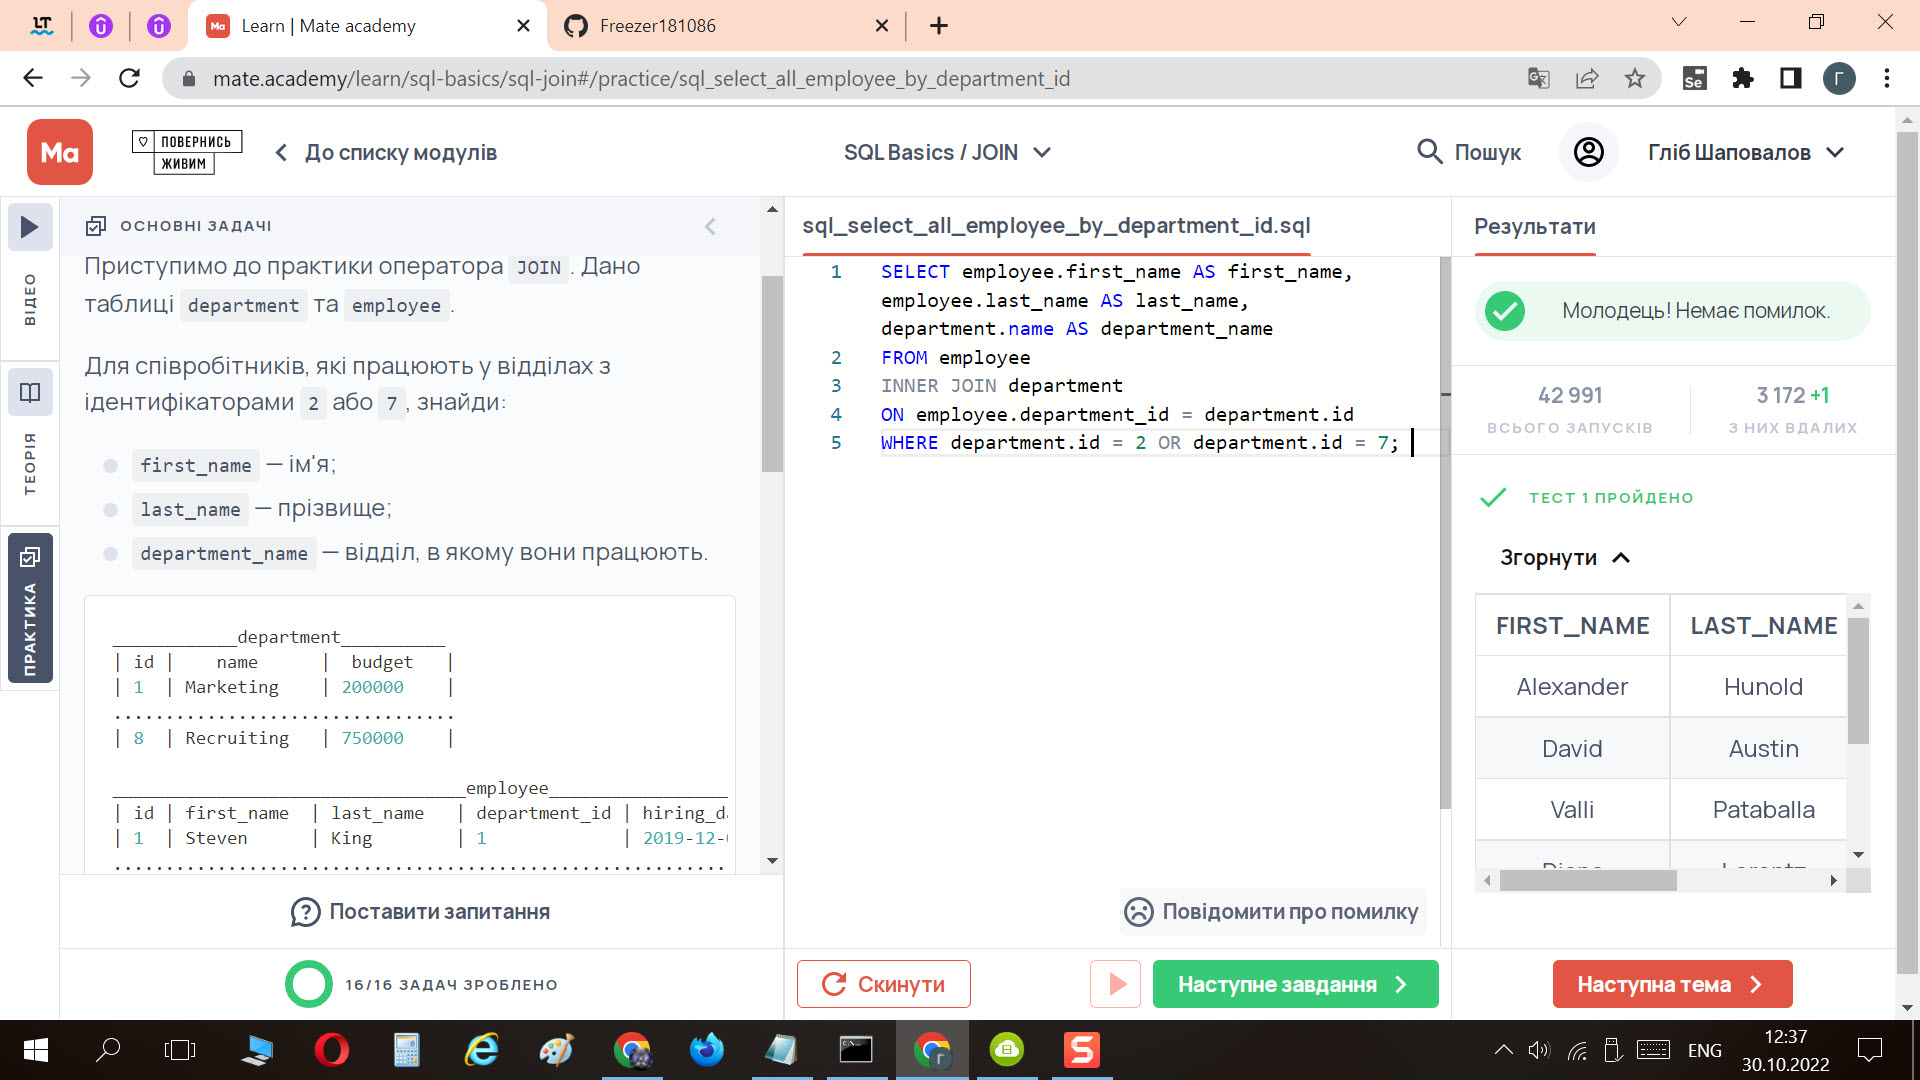 Learn | Mate academy
Freezer181086
mate.academy/learn/sql-basics/sql-join#/practice/sql_select_all_employee_by_department_id
Ma
ПОВЕРНИСЬ
ЖИВИМ
До списку модулів
SQL Basics / JOIN
Пошук
Гліб Шаповалов
ВІДЕО
ТЕОРІЯ
ПРАКТИКА
ОСНОВНІ ЗАДАЧІ
Приступимо до практики оператора JOIN. Дано
таблиці department та employee.
Для співробітників, які працюють у відділах з
ідентифікаторами 2 або 7, знайди:
first_name — ім'я;
last_name — прізвище;
department_name — відділ, в якому вони працюють.
____________department__________
| id |    name      |  budget   |
| 1  | Marketing    | 200000    |
.................................
| 8  | Recruiting   | 750000    |
__________________________________employee_________________
| id | first_name  | last_name   | department_id | hiring_d
| 1  | Steven      | King        | 1             | 2019-12-
...........................................................
Поставити запитання
16/16 ЗАДАЧ ЗРОБЛЕНО
sql_select_all_employee_by_department_id.sql
1 SELECT employee.first_name AS first_name,
employee.last_name AS last_name,
department.name AS department_name
2 FROM employee
3 INNER JOIN department
4 ON employee.department_id = department.id
5 WHERE department.id = 2 OR department.id = 7;
Повідомити про помилку
Скинути
Наступне завдання
Результати
Молодець! Немає помилок.
42 991
ВСЬОГО ЗАПУСКІВ
3 172 +1
З НИХ ВДАЛИХ
ТЕСТ 1 ПРОЙДЕНО
Згорнути
FIRST_NAME LAST_NAME
Alexander Hunold
David Austin
Valli Pataballa
Diana Lorentz
Наступна тема
ENG
12:37
30.10.2022